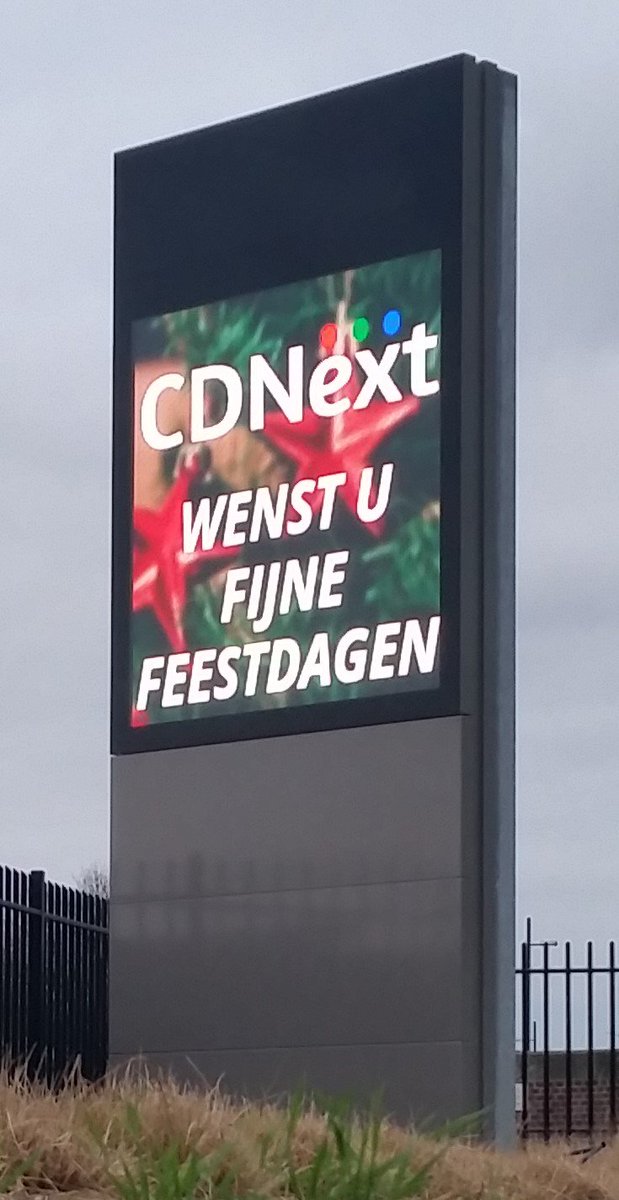 CDNext
WENST U
FIJNE
FEESTDAGEN